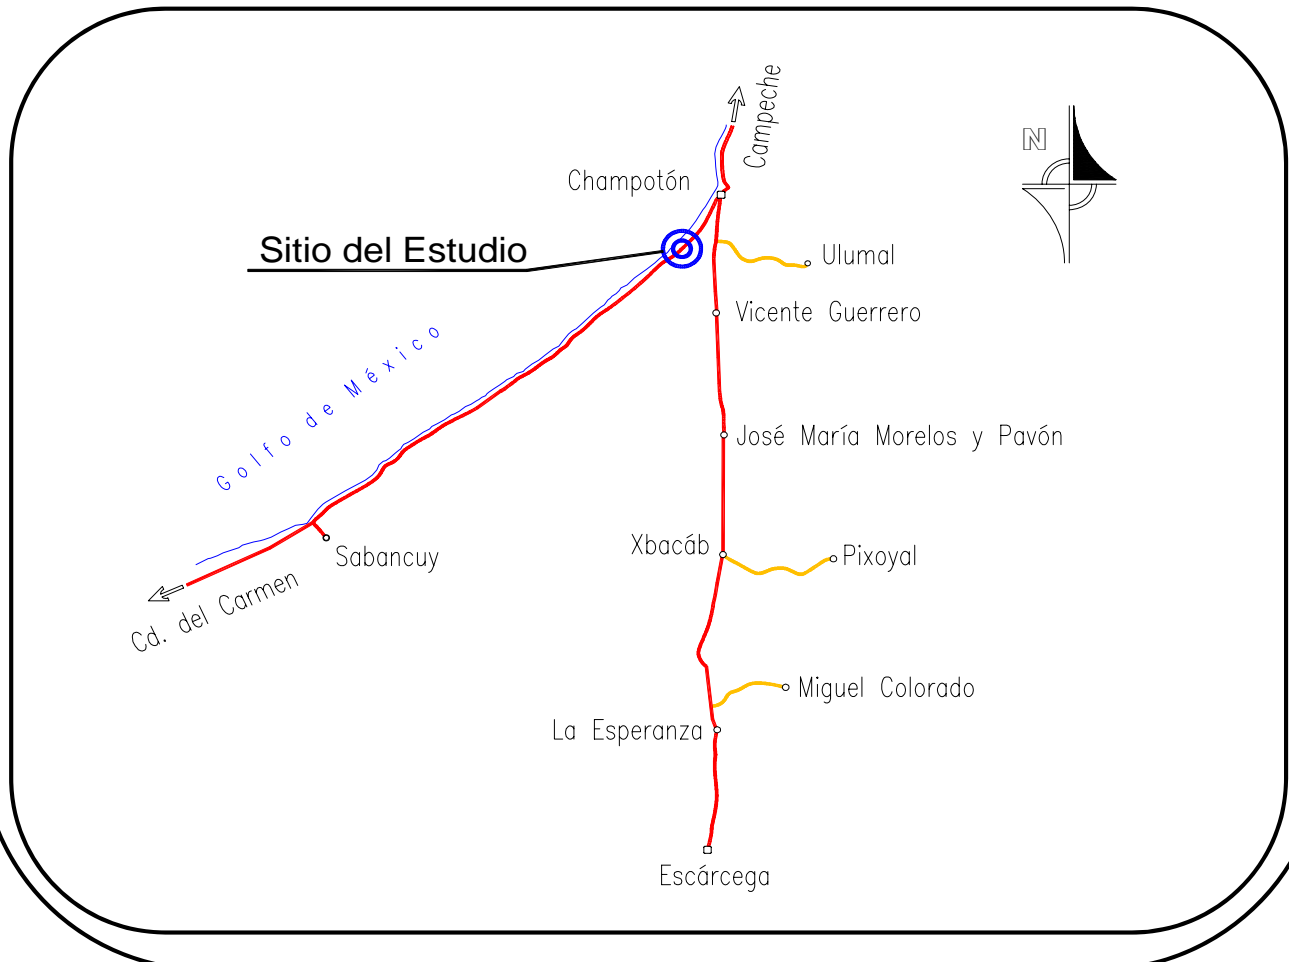 Campeche
N
Champotón
Sitio del Estudio
Ulumal
Vicente Guerrero
Golfo de México
José María Morelos y Pavón
Xbacáb
Pixoyal
Sabancuy
Cd. del Carmen
Miguel Colorado
La Esperanza
Escárcega